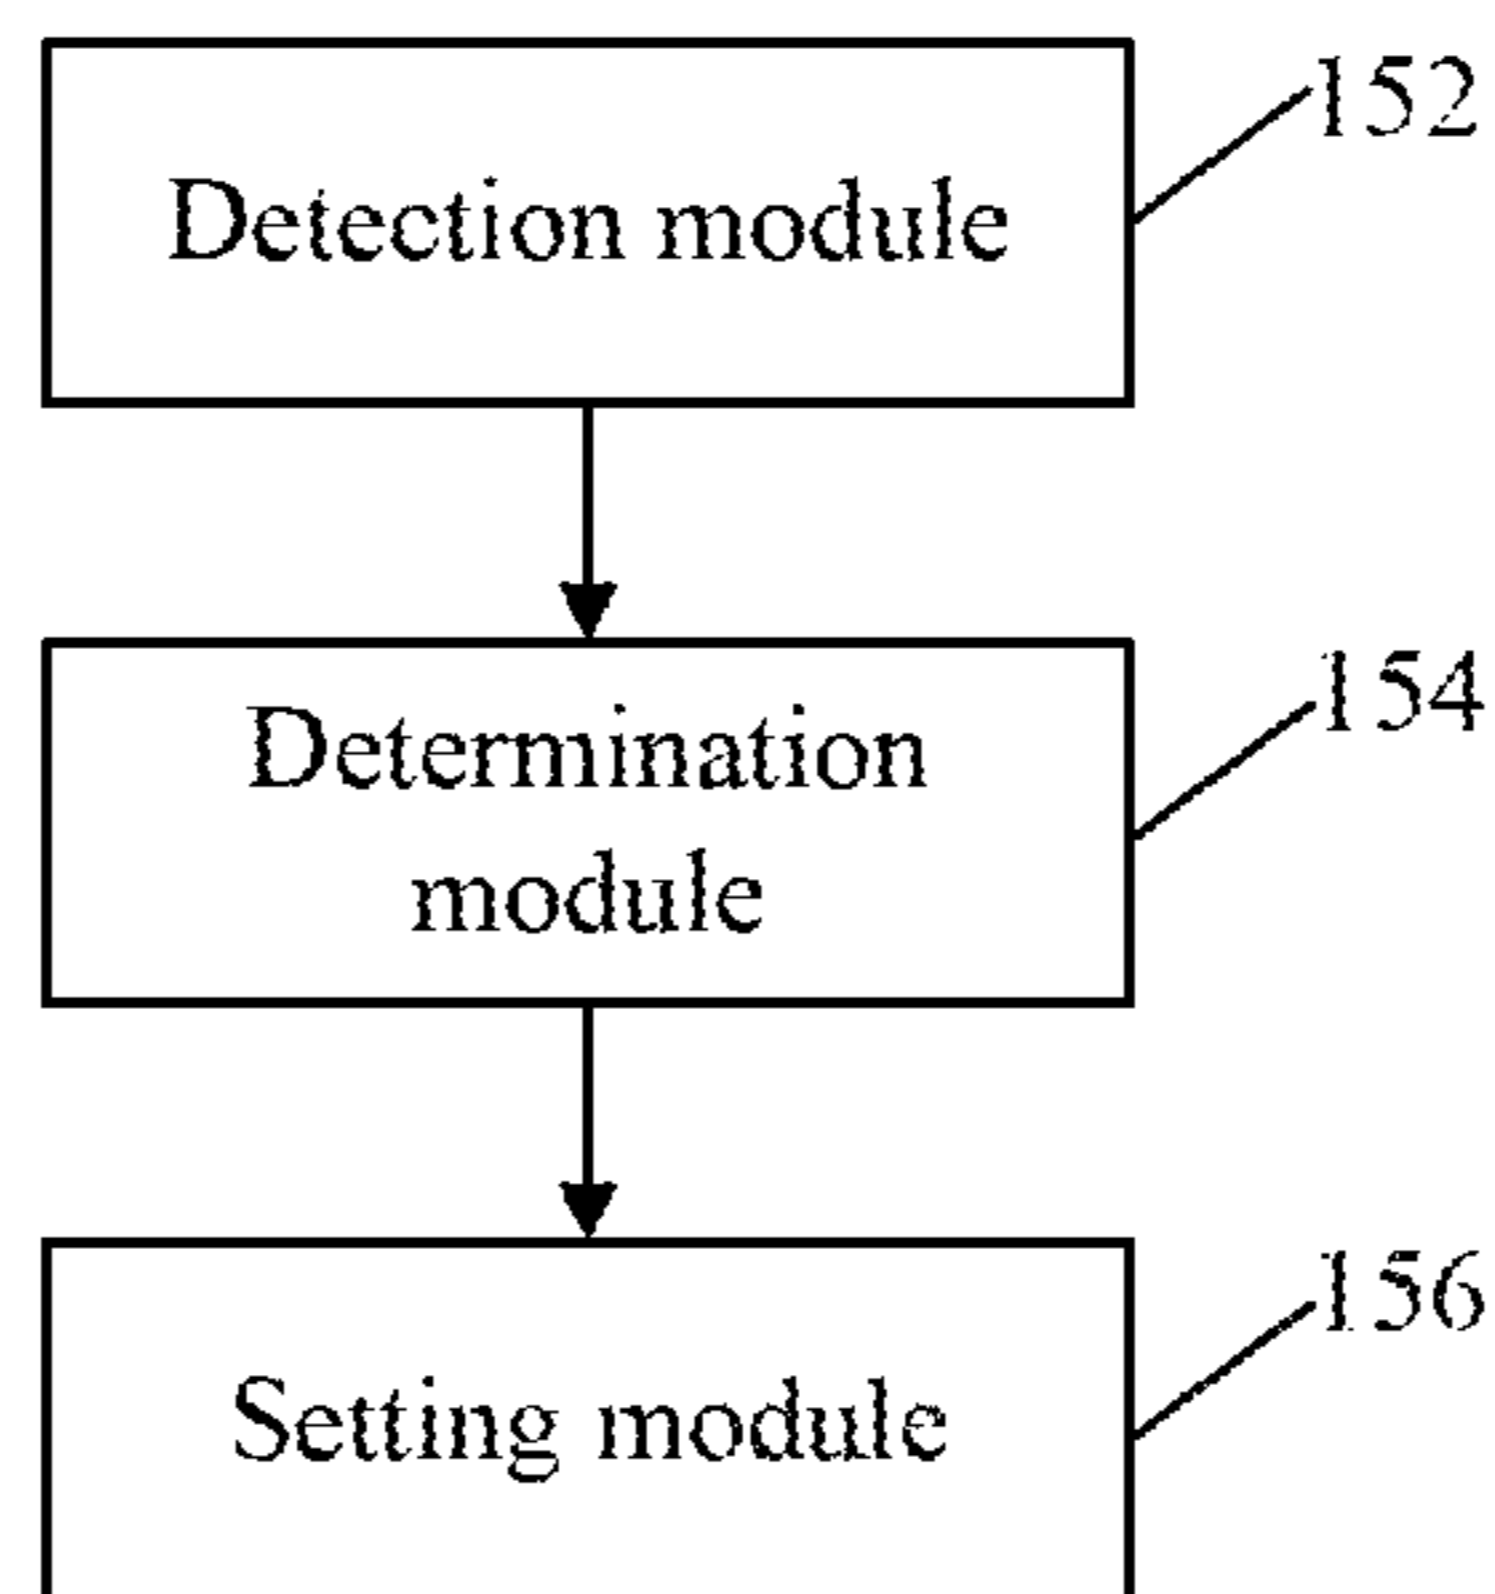 152
Detection module
154
Determination
module
156
Setting module